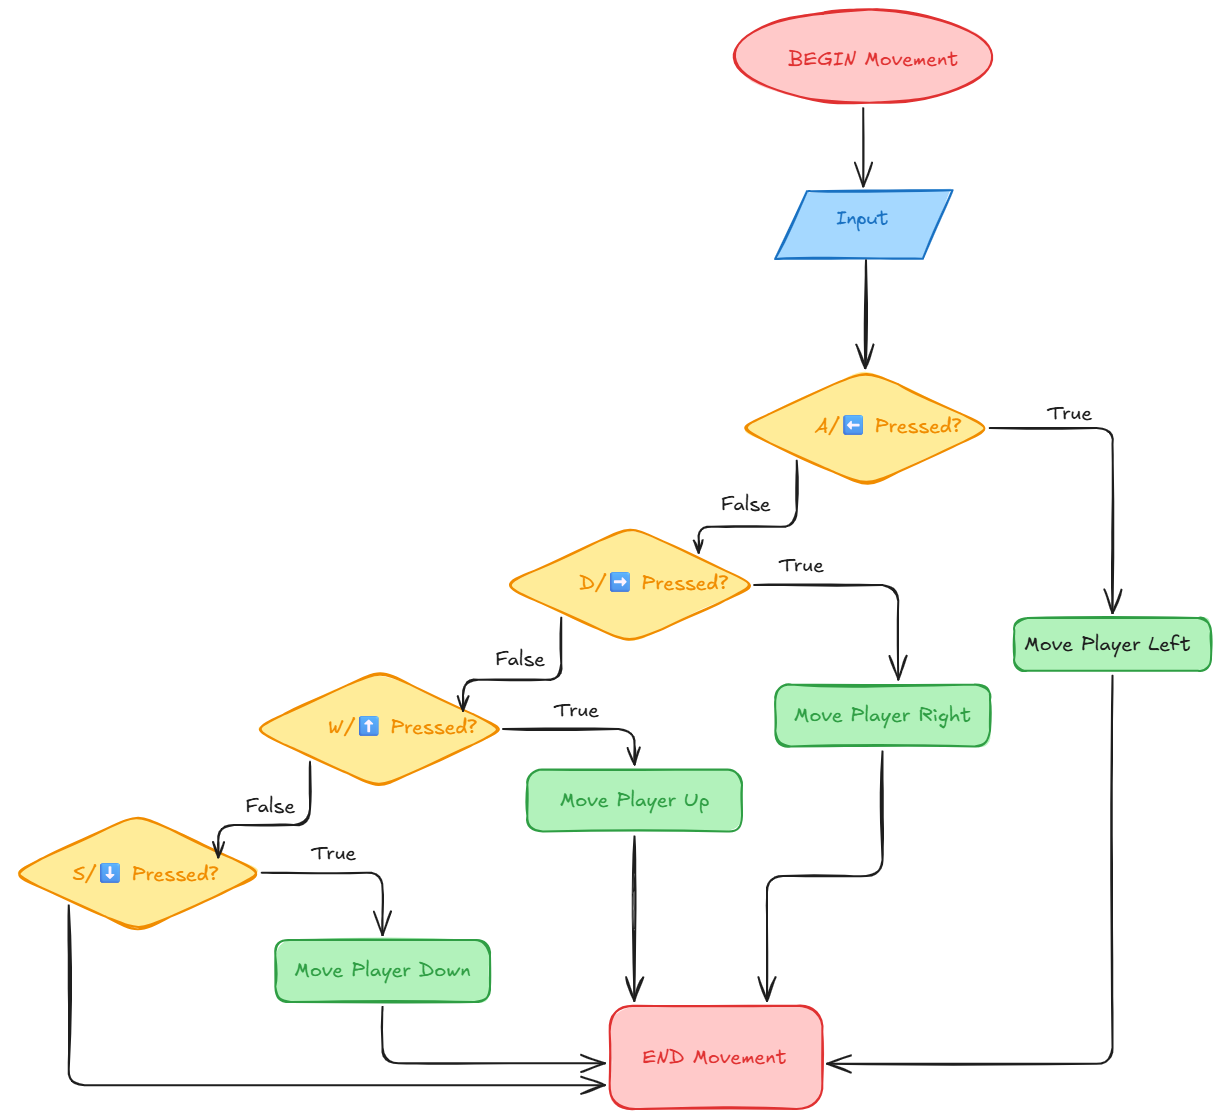 BEGIN Movement
Input
A/⬅️ Pressed?
True
False
D/➡️ Pressed?
True
Move Player Left
False
W/⬆️ Pressed?
True
Move Player Right
Move Player Up
False
S/⬇️ Pressed?
True
Move Player Down
END Movement